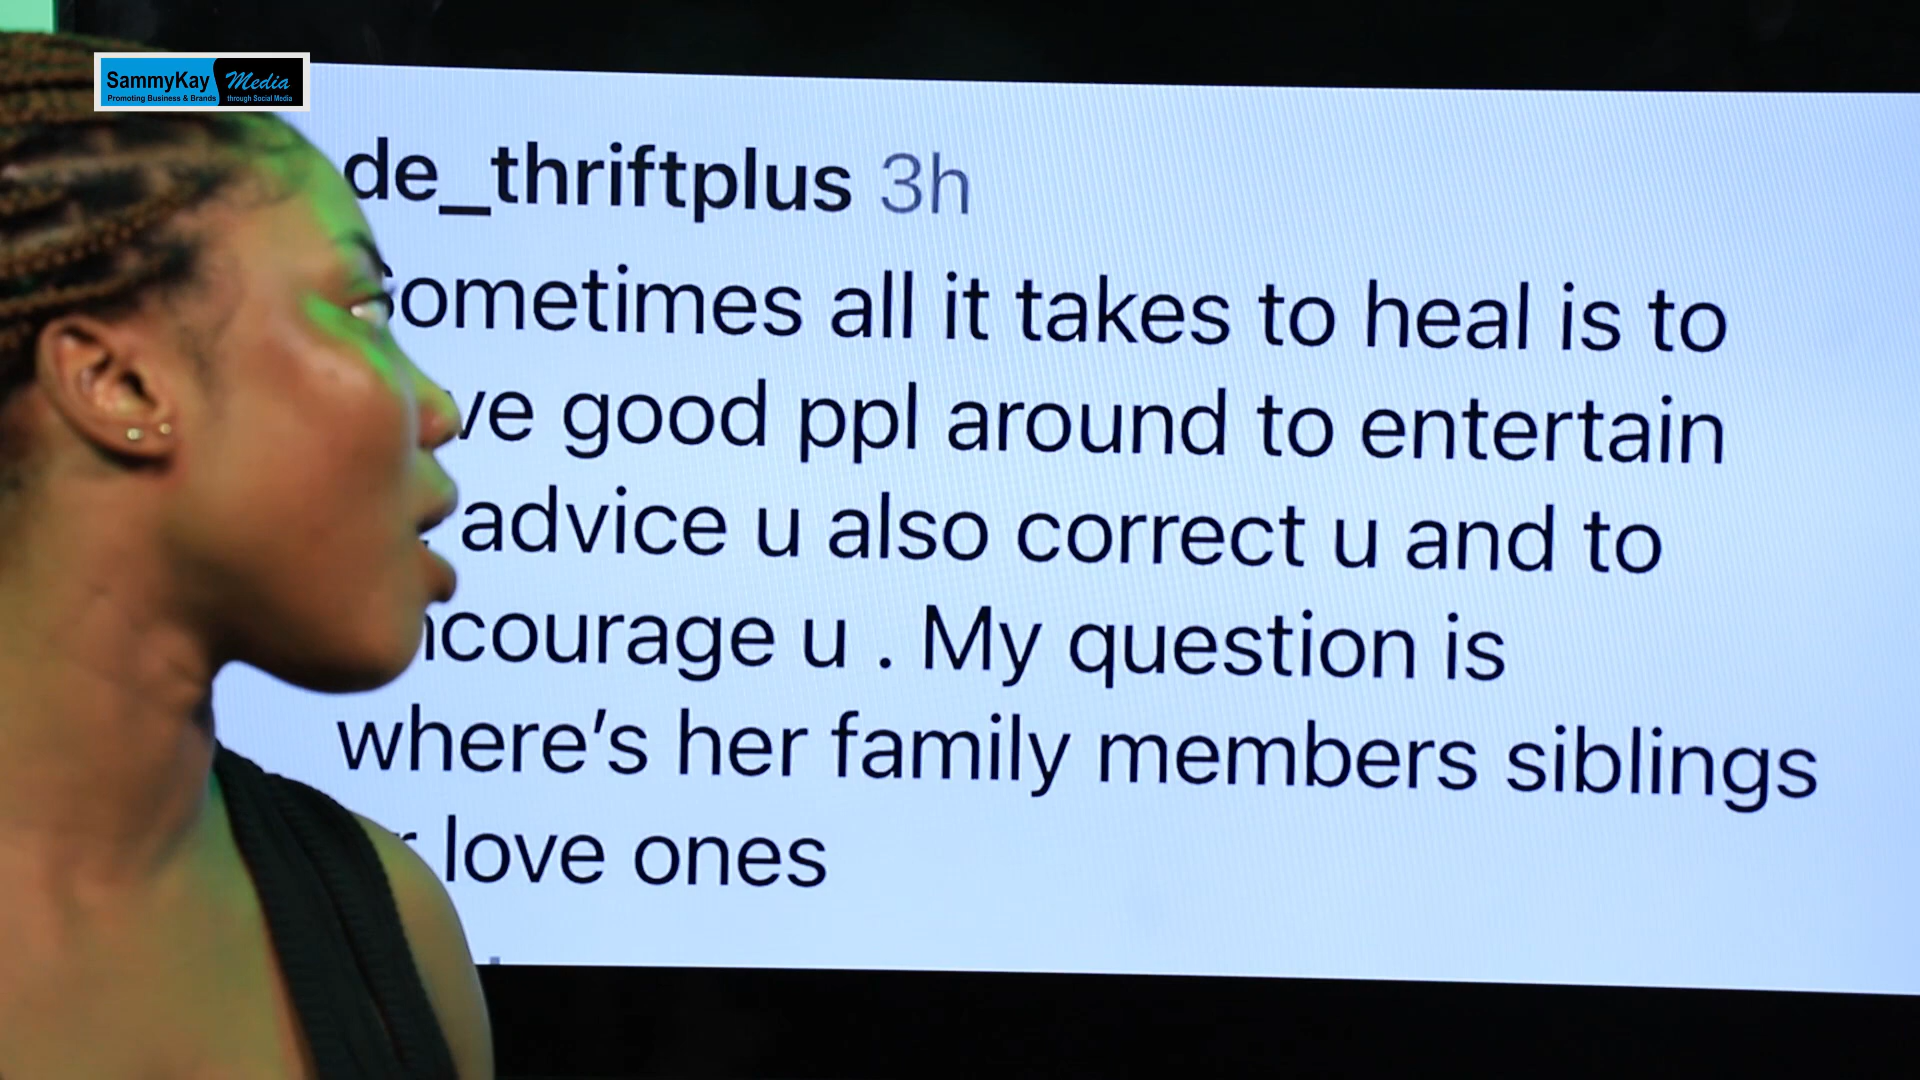 SammyKay Media
Promoting Business & Brands through Social Media
de_thriftplus 3h
ometimes all it takes to heal is to
ve good ppl around to entertain
advice u also correct u and to
courage u . My question is
where's her family members siblings
love ones